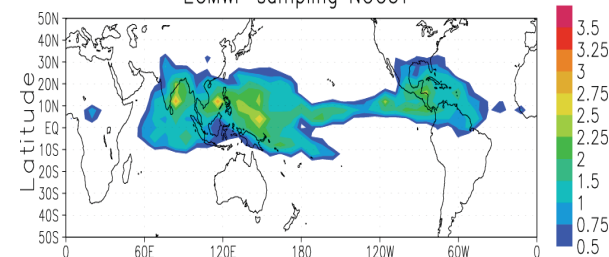 ECMWF Sampling NUCOT
50N
40N
30N
20N
10N
EQ
10S
20S
30S
40S
50S
Latitude
0 60E 120E 180 120W 60W 0
3.5
3.25
3
2.75
2.5
2.25
2
1.5
1
0.75
0.5